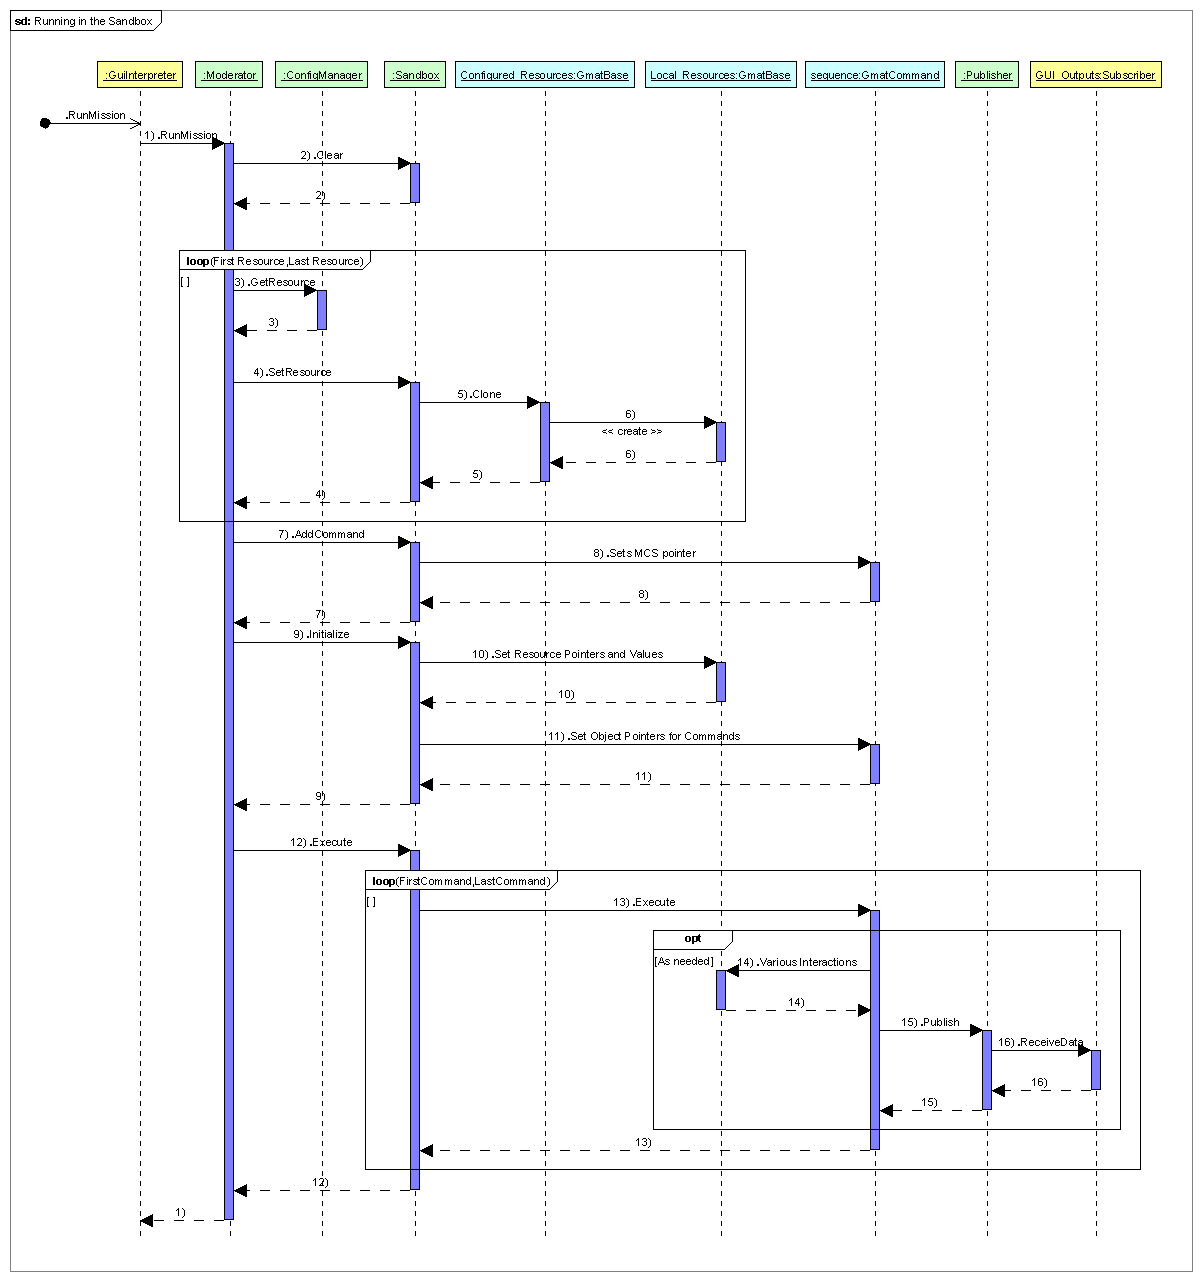 sd: Running in the Sandbox
:GuiInterpreter
:Moderator
:ConfigManager
:Sandbox
Configured_Resources:GmatBase
Local_Resources:GmatBase
sequence:GmatCommand
:Publisher
GUI_Outputs:Subscriber
.RunMission
1) .RunMission
2) .Clear
2)
loop(First Resource,Last Resource)
[ ]
3) .GetResource
3)
4) .SetResource
5) .Clone
6)
<< create >>
6)
5)
4)
7) .AddCommand
8) .Sets MCS pointer
8)
7)
9) .Initialize
10) .Set Resource Pointers and Values
10)
11) .Set Object Pointers for Commands
11)
9)
12) .Execute
loop(FirstCommand,LastCommand)
[ ]
13) .Execute
opt
[As needed]
14) .Various Interactions
14)
15) .Publish
16) .ReceiveData
16)
15)
13)
12)
1)